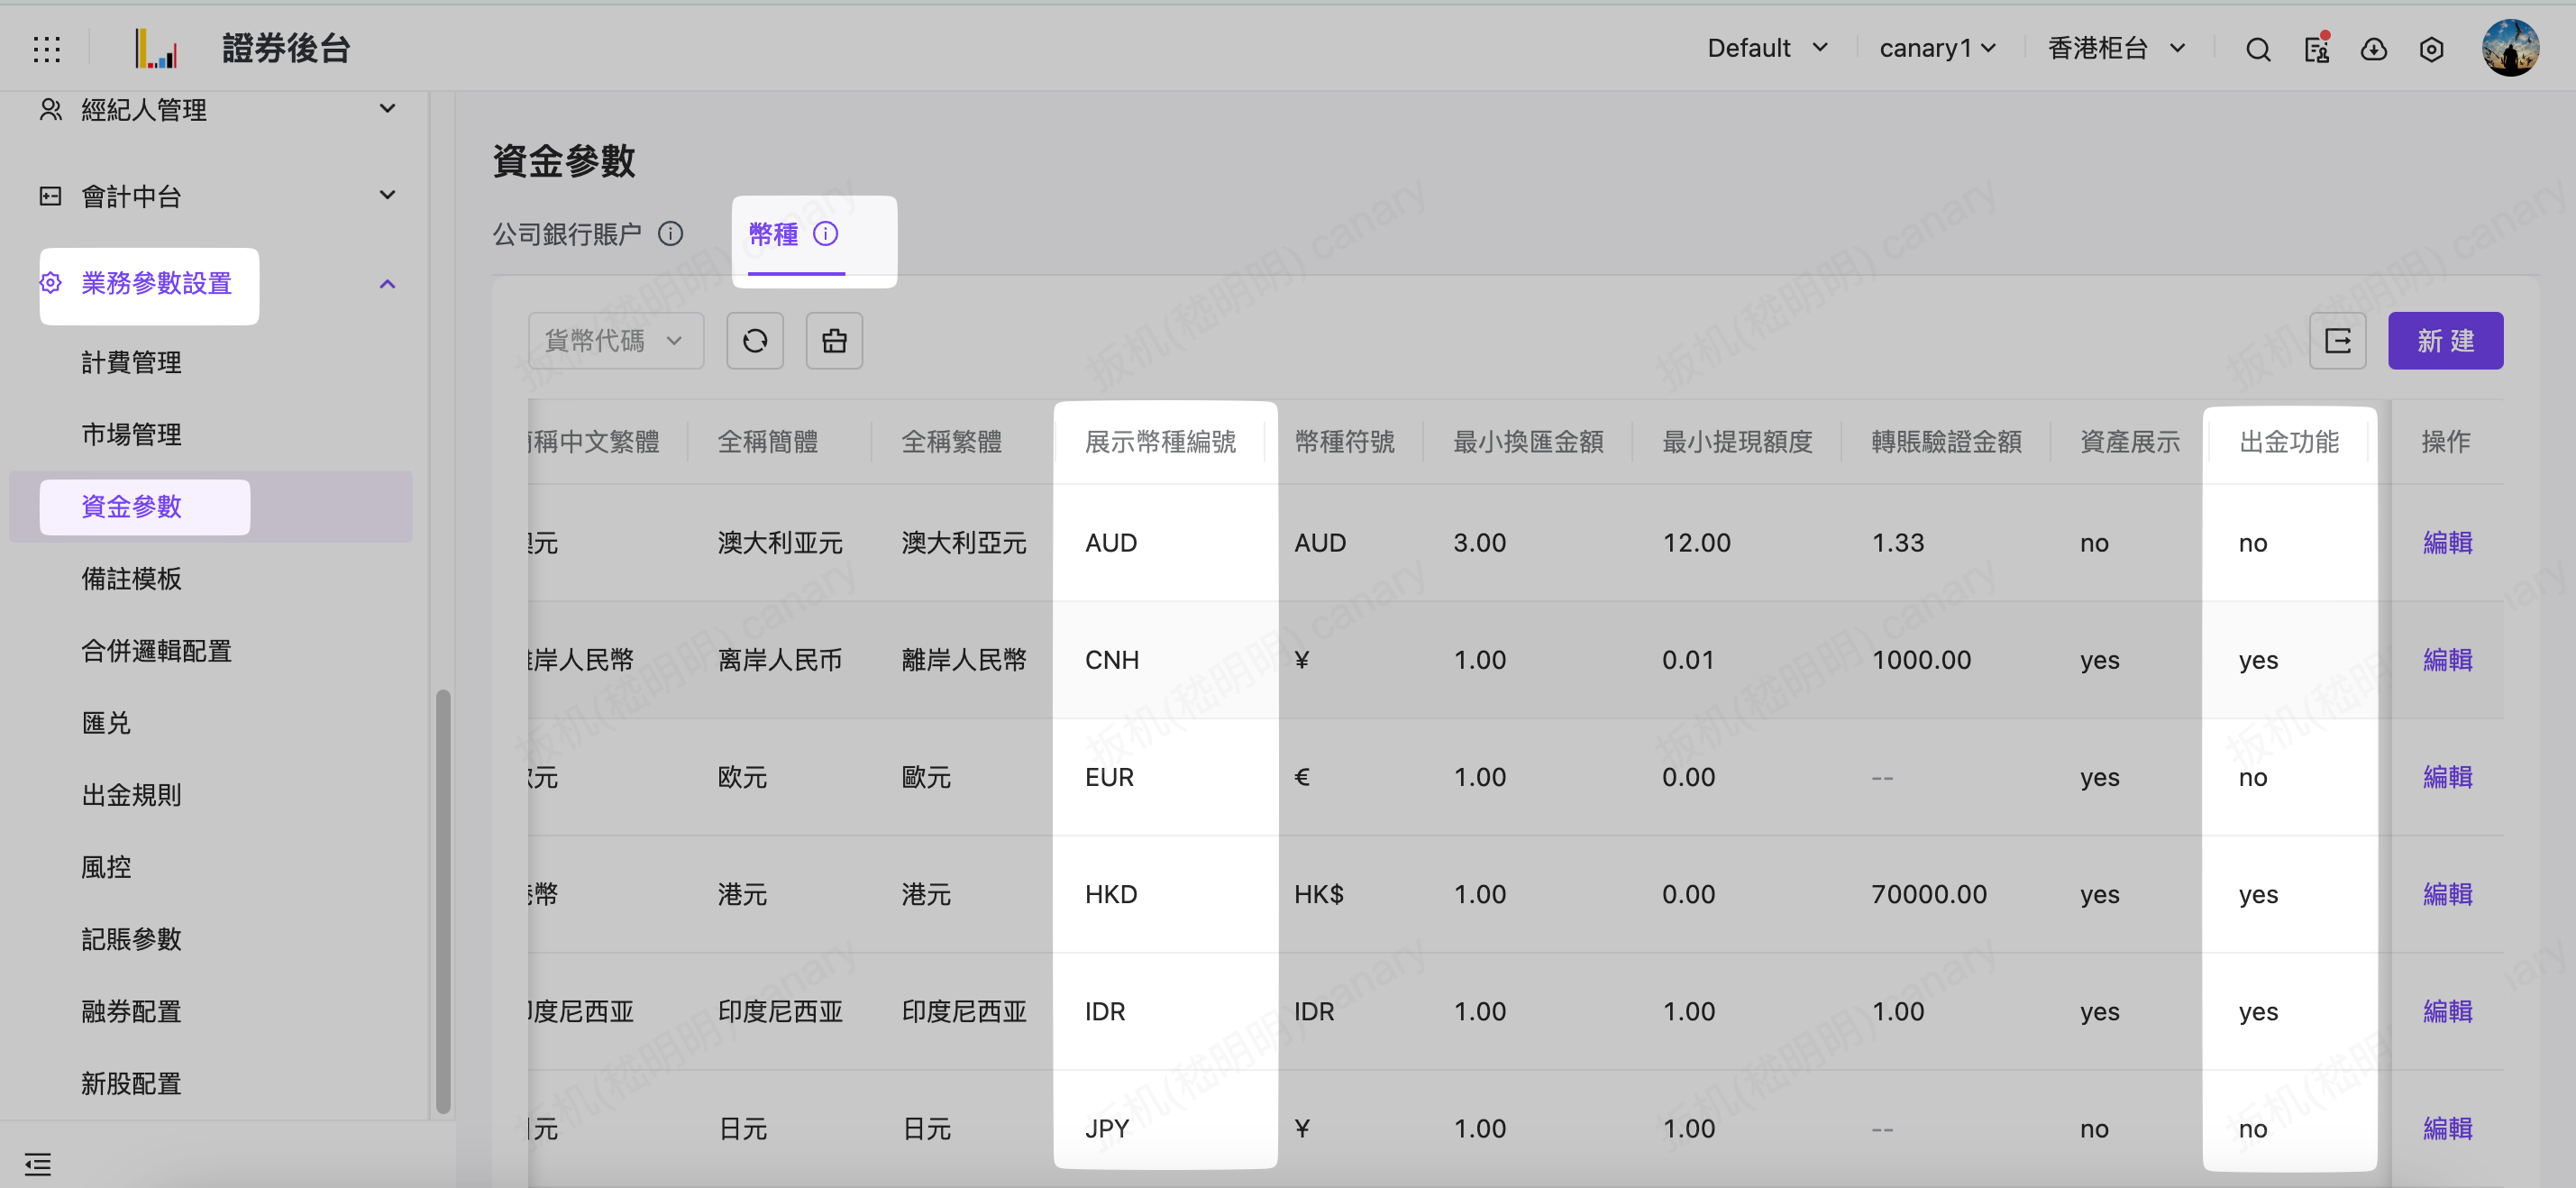 證券後台
Default
canary1
香港柜台
經紀人管理
會計中台
業務參數設置
計費管理
市場管理
資金參數
備註模板
合併邏輯配置
匯兑
出金規則
風控
記賬參數
融券配置
新股配置
資金參數
公司銀行賬户 幣種
貨幣代碼
新 建
稱中文繁體 全稱簡體 全稱繁體 展示幣種編號 幣種符號 最小換匯金額 最小提現額度 轉賬驗證金額 資產展示 出金功能 操作
元 澳大利亚元 澳大利亞元 AUD AUD 3.00 12.00 1.33 no no 編輯
岸人民幣 离岸人民币 離岸人民幣 CNH ¥ 1.00 0.01 1000.00 yes yes 編輯
元 欧元 歐元 EUR € 1.00 0.00 -- yes no 編輯
幣 港元 港元 HKD HK$ 1.00 0.00 70000.00 yes yes 編輯
度尼西亚 印度尼西亚 印度尼西亚 IDR IDR 1.00 1.00 1.00 yes yes 編輯
元 日元 日元 JPY ¥ 1.00 1.00 -- no no 編輯